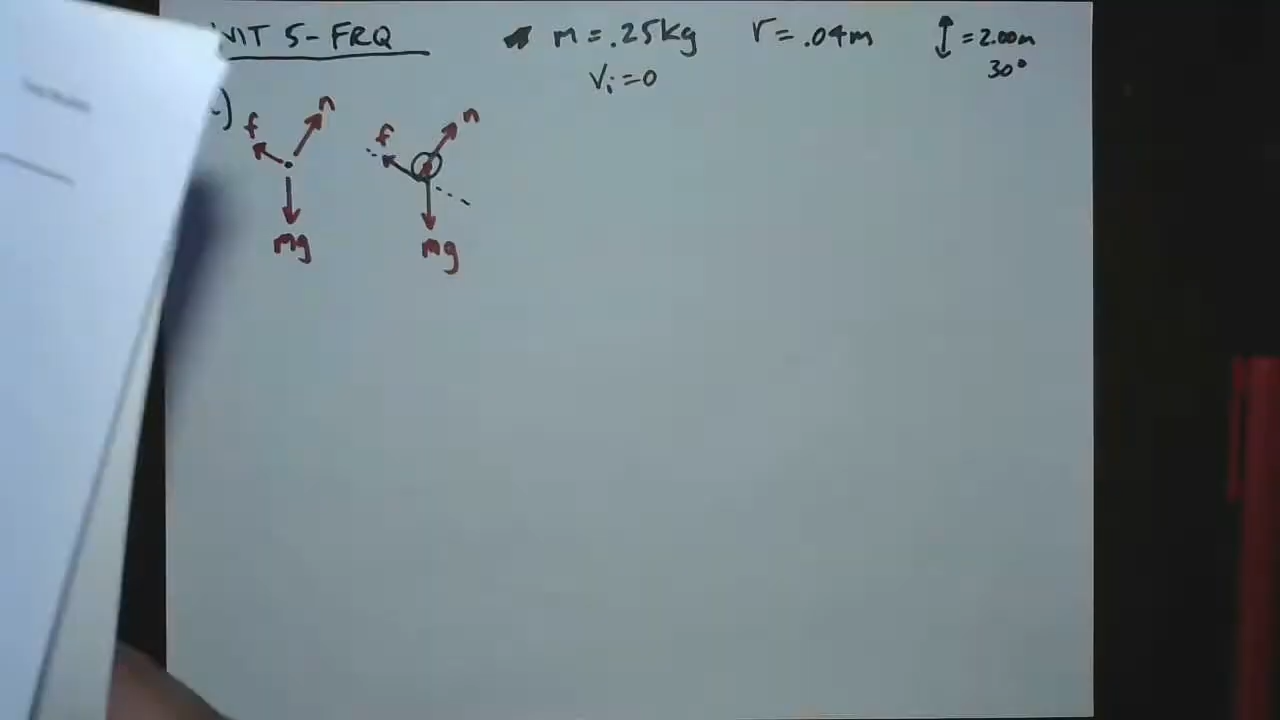 NIT 5-FRQ m = .25kg r = .04m ↕ = 2.00m
Vi = 0 30°
.)
f n f n
mg mg